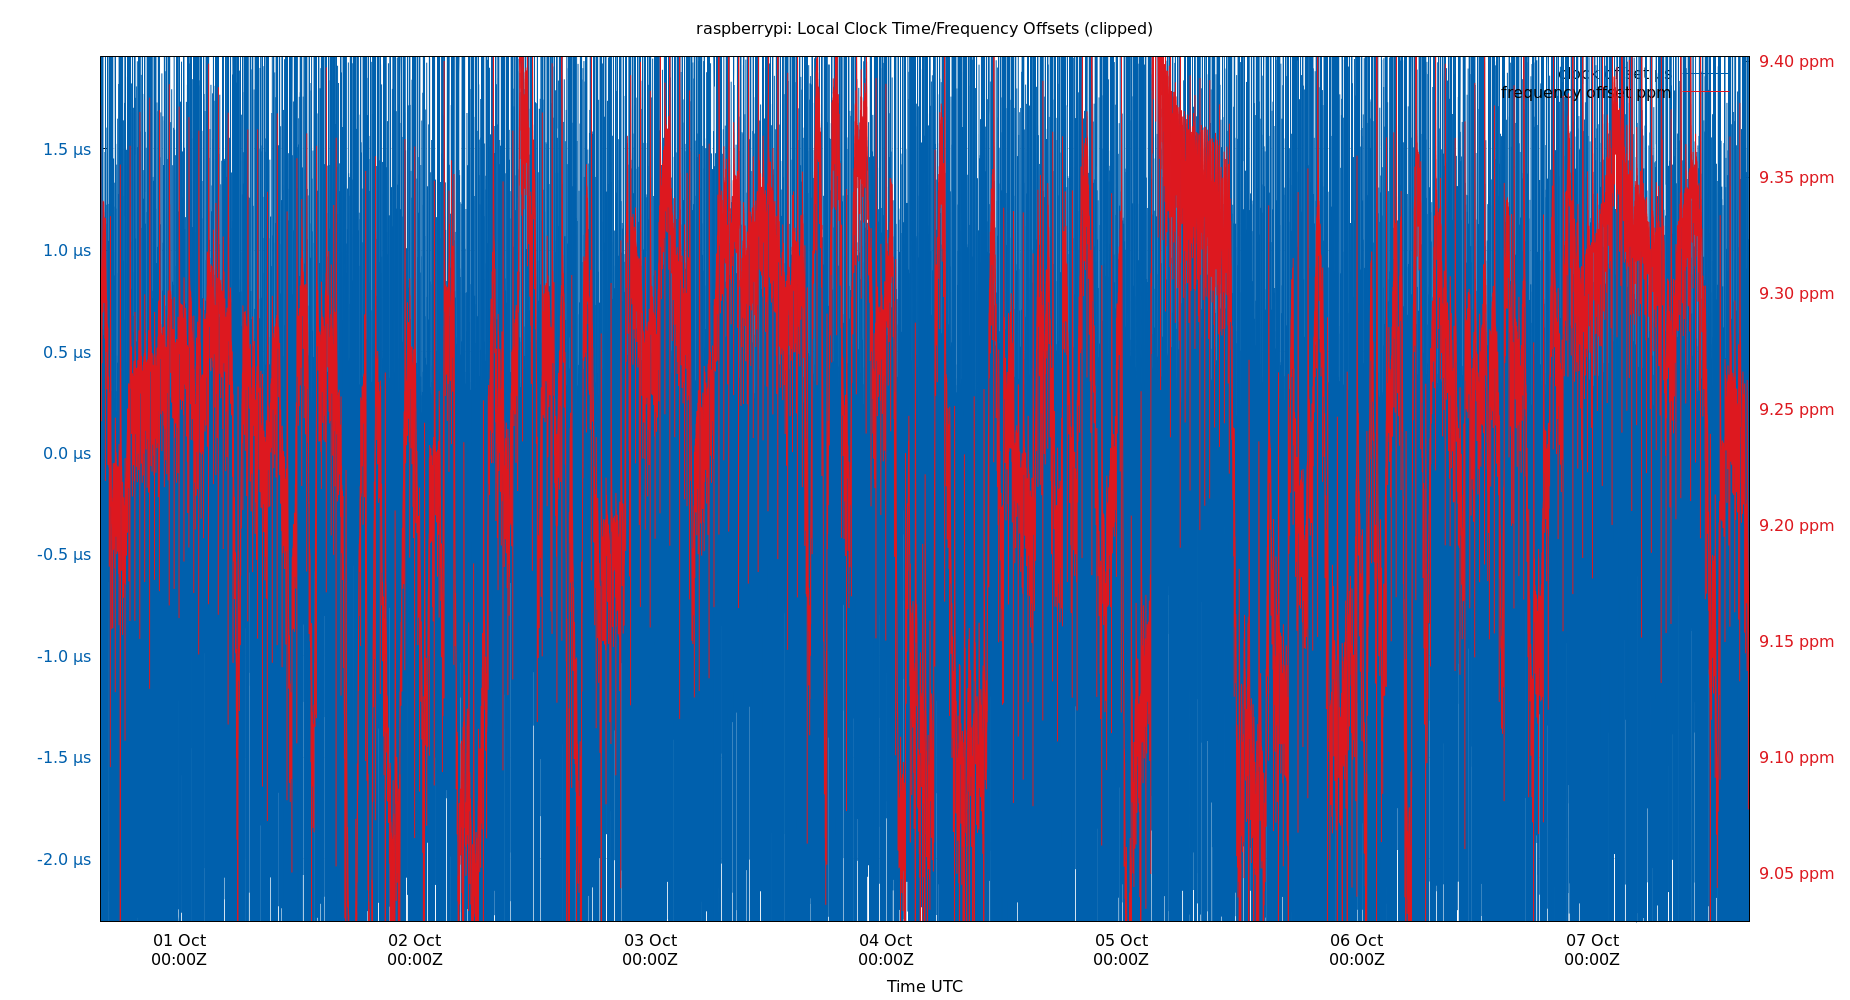 raspberrypi: Local Clock Time/Frequency Offsets (clipped)
clock offset µs
frequency offset ppm
1.5 µs
1.0 µs
0.5 µs
0.0 µs
-0.5 µs
-1.0 µs
-1.5 µs
-2.0 µs
9.40 ppm
9.35 ppm
9.30 ppm
9.25 ppm
9.20 ppm
9.15 ppm
9.10 ppm
9.05 ppm
01 Oct
00:00Z
02 Oct
00:00Z
03 Oct
00:00Z
04 Oct
00:00Z
05 Oct
00:00Z
06 Oct
00:00Z
07 Oct
00:00Z
Time UTC